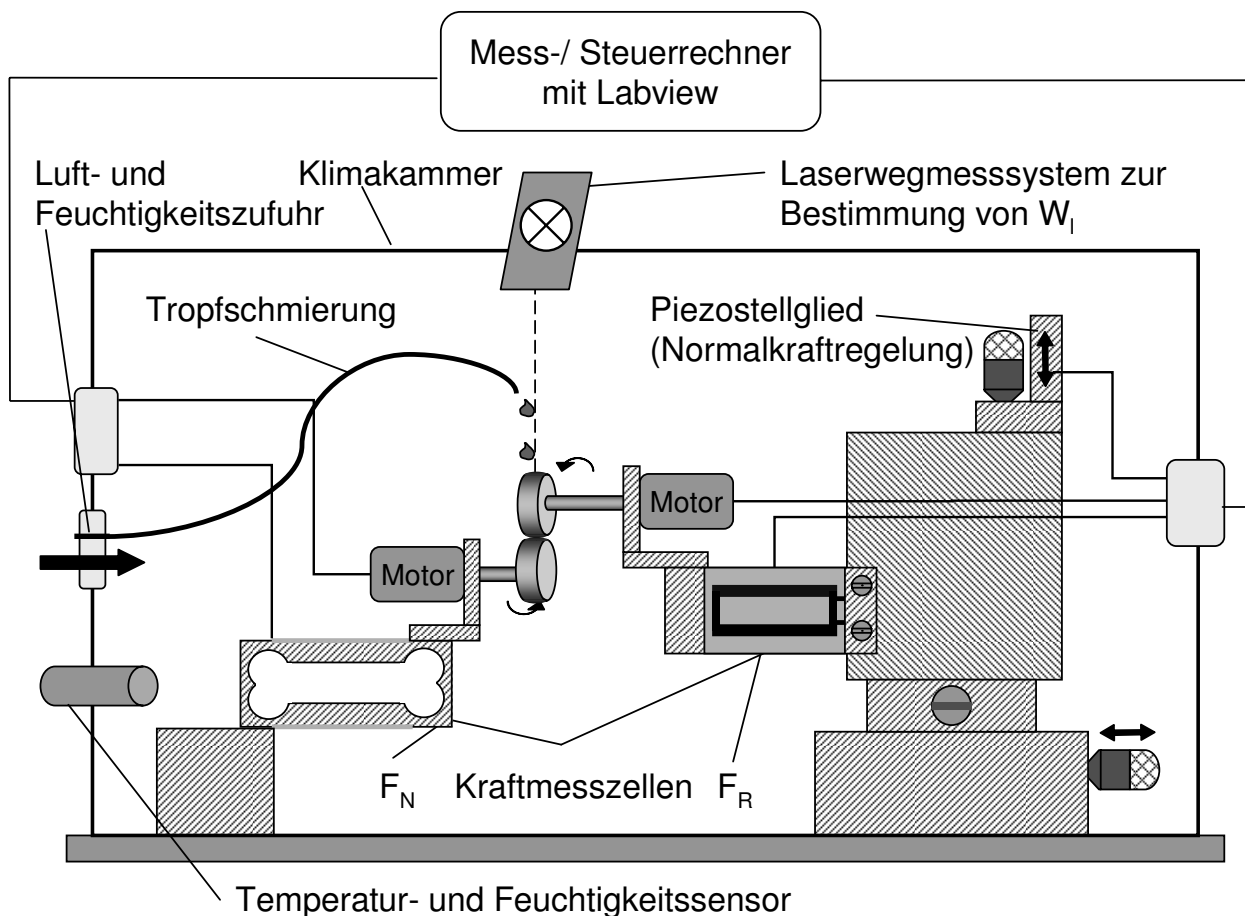 Mess-/ Steuerrechner
mit Labview
Luft- und
Feuchtigkeitszufuhr
Klimakammer
Laserwegmesssystem zur
Bestimmung von W_l
Tropfschmierung
Piezostellglied
(Normalkraftregelung)
Motor
Motor
F_N Kraftmesszellen F_R
Temperatur- und Feuchtigkeitssensor